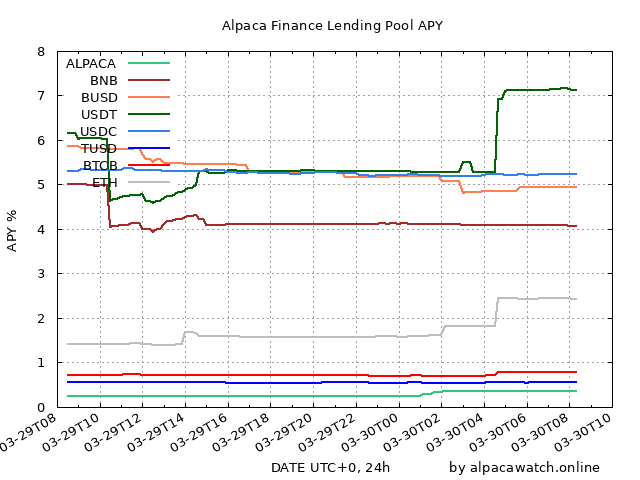 Alpaca Finance Lending Pool APY
8
7
6
5
4
3
2
1
0
APY %
ALPACA
BNB
BUSD
USDT
USDC
TUSD
BTCB
ETH
03-29T08
03-29T10
03-29T12
03-29T14
03-29T16
03-29T18
03-29T20
03-29T22
03-30T00
03-30T02
03-30T04
03-30T06
03-30T08
03-30T10
DATE UTC+0, 24h
by alpacawatch.online